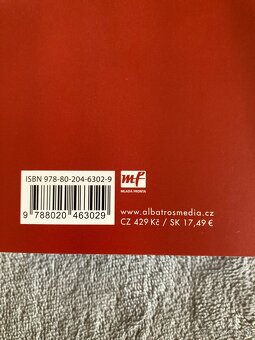 ISBN 978-80-204-6302-9
9 788020 463029
mf
MLADÁ FRONTA
www.albatrosmedia.cz
CZ 429 Kč / SK 17,49 €